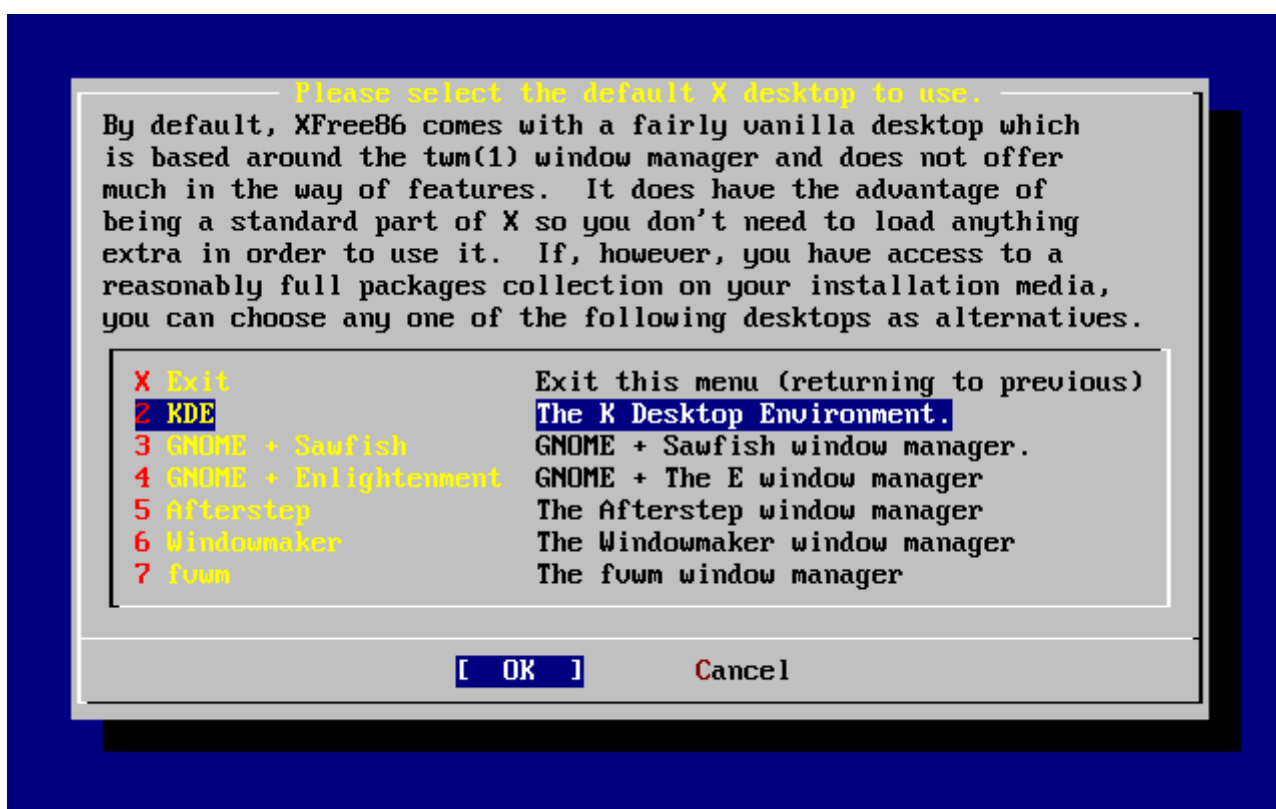 Please select the default X desktop to use.
By default, XFree86 comes with a fairly vanilla desktop which
is based around the twm(1) window manager and does not offer
much in the way of features.  It does have the advantage of
being a standard part of X so you don't need to load anything
extra in order to use it.  If, however, you have access to a
reasonably full packages collection on your installation media,
you can choose any one of the following desktops as alternatives.
X Exit Exit this menu (returning to previous)
2 KDE The K Desktop Environment.
3 GNOME + Sawfish GNOME + Sawfish window manager.
4 GNOME + Enlightenment GNOME + The E window manager
5 Afterstep The Afterstep window manager
6 Windowmaker The Windowmaker window manager
7 fvwm The fvwm window manager
[ OK ] Cancel